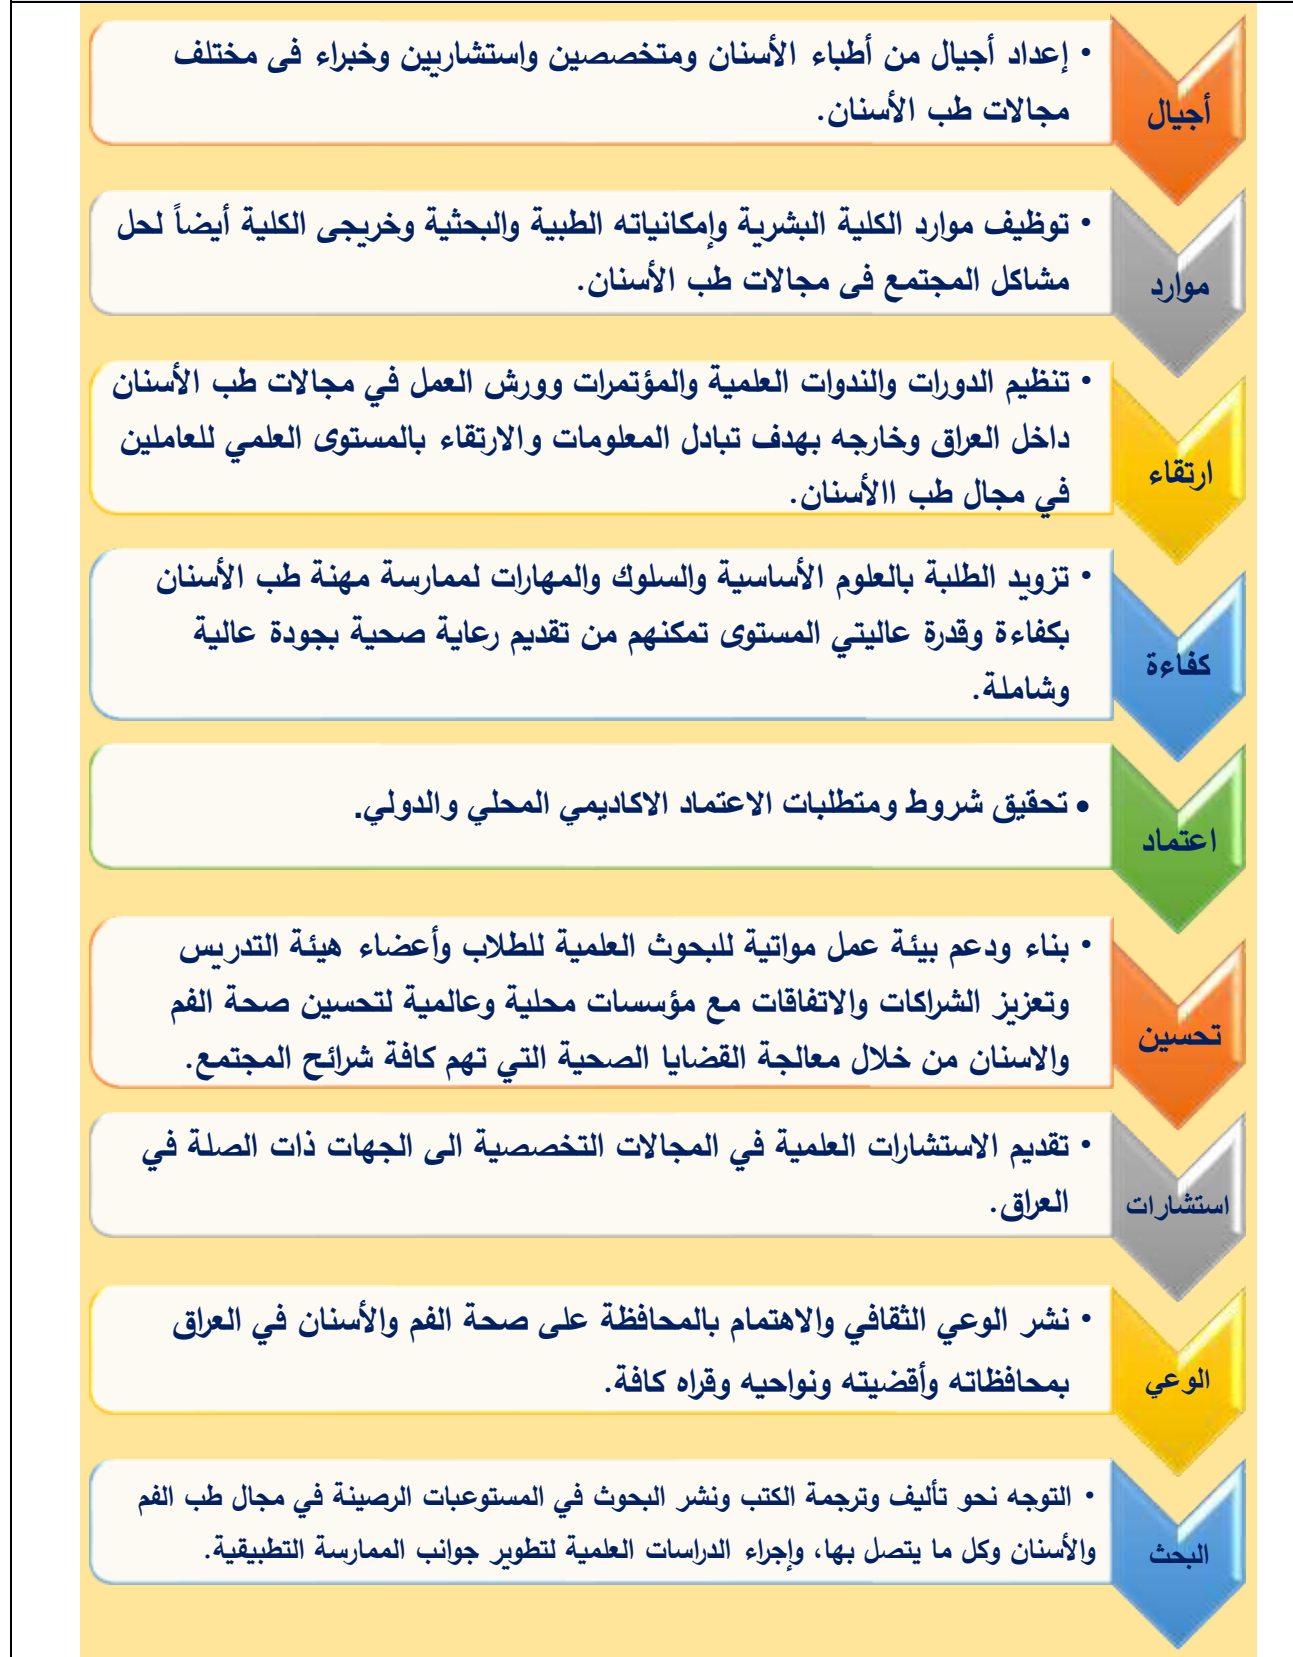 أجيال
• إعداد أجيال من أطباء الأسنان ومتخصصين واستشاريين وخبراء فى مختلف
مجالات طب الأسنان.
موارد
• توظيف موارد الكلية البشرية وإمكانياته الطبية والبحثية وخريجى الكلية أيضاً لحل
مشاكل المجتمع فى مجالات طب الأسنان.
ارتقاء
• تنظيم الدورات والندوات العلمية والمؤتمرات وورش العمل في مجالات طب الأسنان
داخل العراق وخارجه بهدف تبادل المعلومات والارتقاء بالمستوى العلمي للعاملين
في مجال طب االأسنان.
كفاءة
• تزويد الطلبة بالعلوم الأساسية والسلوك والمهارات لممارسة مهنة طب الأسنان
بكفاءة وقدرة عاليتي المستوى تمكنهم من تقديم رعاية صحية بجودة عالية
وشاملة.
اعتماد
• تحقيق شروط ومتطلبات الاعتماد الاكاديمي المحلي والدولي.
تحسين
• بناء ودعم بيئة عمل مواتية للبحوث العلمية للطلاب وأعضاء هيئة التدريس
وتعزيز الشراكات والاتفاقات مع مؤسسات محلية وعالمية لتحسين صحة الفم
والاسنان من خلال معالجة القضايا الصحية التي تهم كافة شرائح المجتمع.
استشارات
• تقديم الاستشارات العلمية في المجالات التخصصية الى الجهات ذات الصلة في
العراق.
الوعي
• نشر الوعي الثقافي والاهتمام بالمحافظة على صحة الفم والأسنان في العراق
بمحافظاته وأقضيته ونواحيه وقراه كافة.
البحث
• التوجه نحو تأليف وترجمة الكتب ونشر البحوث في المستوعبات الرصينة في مجال طب الفم
والأسنان وكل ما يتصل بها، وإجراء الدراسات العلمية لتطوير جوانب الممارسة التطبيقية.